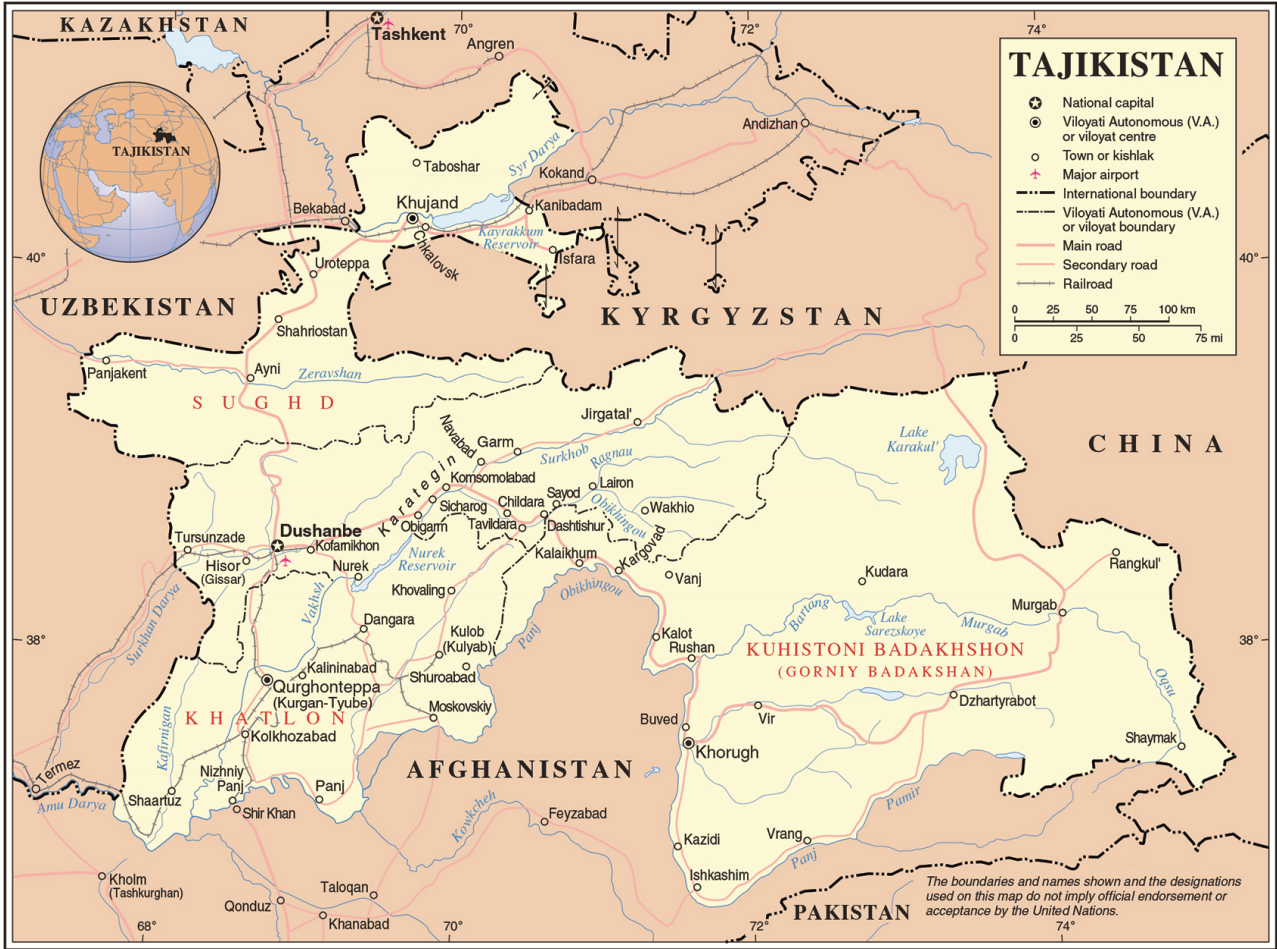 KAZAKHSTAN
Tashkent
70°
72°
74°
Angren
TAJIKISTAN
National capital
Viloyati Autonomous (V.A.)
or viloyat centre
Town or kishlak
Major airport
International boundary
Viloyati Autonomous (V.A.)
or viloyat boundary
Main road
Secondary road
Railroad
0 25 50 75 100 km
0 25 50 75 mi
TAJIKISTAN
Andizhan
Taboshar
Syr Darya
Kokand
Bekabad
Khujand
Kanibadam
Kayrakkum
Reservoir
Chkalovsk
Isfara
40°
40°
Uroteppa
UZBEKISTAN
KYRGYZSTAN
Shahriostan
Panjakent
Ayni
Zeravshan
SUGHD
Jirgatal'
Navabad
Garm
Surkhob
Ragnau
Lake
Karakul'
CHINA
Karategin
Komsomolabad
Lairon
Sicharog
Childara
Sayod
Obikhingou
Wakhio
Obigarm
Tavildara
Dashtishur
Dushanbe
Tursunzade
Kofarnikhon
Hisor
(Gissar)
Nurek
Nurek
Reservoir
Kalaikhum
Kargovad
Vanj
Rangkul'
Kudara
Khovaling
Obikhingou
Surkhan Darya
Vakhsh
Dangara
Panj
Bartang
Lake
Sarezskoye
Murgab
Murgab
38°
38°
Kulob
(Kulyab)
Kalot
Rushan
KUHISTONI BADAKHSHON
(GORNIY BADAKSHAN)
Kalininabad
Shuroabad
Oqsu
Qurghonteppa
(Kurgan-Tyube)
KHATLON
Moskovskiy
Dzhartyrabot
Kafirnigan
Kolkhozabad
Buved
Vir
Khorugh
Shaymak
Termez
Amu Darya
Nizhniy
Panj
Panj
AFGHANISTAN
Shaartuz
Shir Khan
Kowkcheh
Feyzabad
Pamir
Kazidi
Vrang
Panj
Kholm
(Tashkurghan)
Taloqan
Ishkashim
Qonduz
Khanabad
PAKISTAN
The boundaries and names shown and the designations
used on this map do not imply official endorsement or
acceptance by the United Nations.
68°
70°
72°
74°